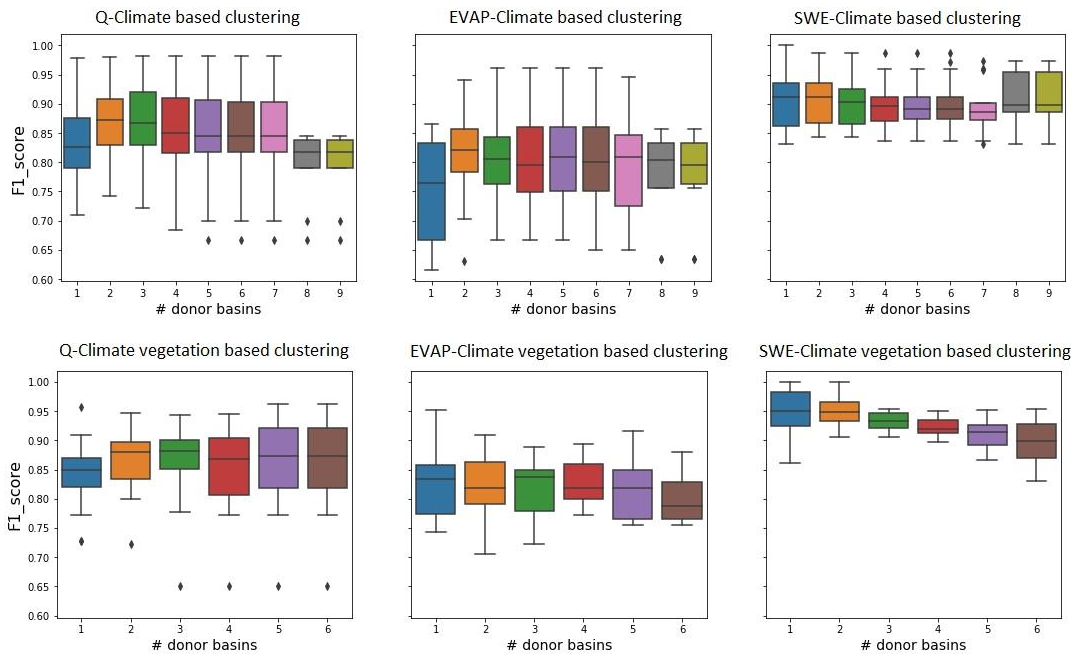 Q-Climate based clustering
EVAP-Climate based clustering
SWE-Climate based clustering
F1_score
1.00
0.95
0.90
0.85
0.80
0.75
0.70
0.65
0.60
1 2 3 4 5 6 7 8 9
1 2 3 4 5 6 7 8 9
1 2 3 4 5 6 7 8 9
# donor basins
# donor basins
# donor basins
Q-Climate vegetation based clustering
EVAP-Climate vegetation based clustering
SWE-Climate vegetation based clustering
F1_score
1.00
0.95
0.90
0.85
0.80
0.75
0.70
0.65
0.60
1 2 3 4 5 6
1 2 3 4 5 6
1 2 3 4 5 6
# donor basins
# donor basins
# donor basins